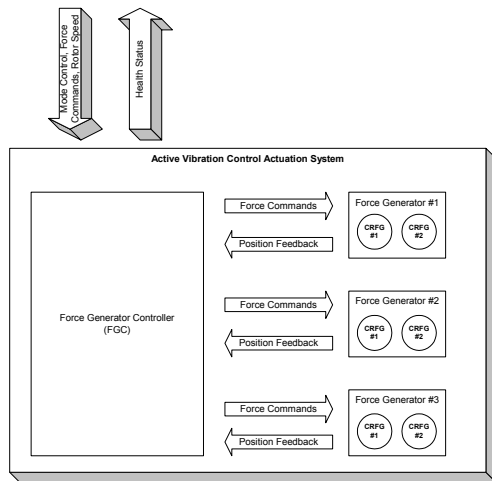 Mode Control, Force
Commands, Rotor Speed
Health Status
Active Vibration Control Actuation System
Force Generator Controller
(FGC)
Force Commands
Position Feedback
Force Generator #1
CRFG
#1
CRFG
#2
Force Commands
Position Feedback
Force Generator #2
CRFG
#1
CRFG
#2
Force Commands
Position Feedback
Force Generator #3
CRFG
#1
CRFG
#2